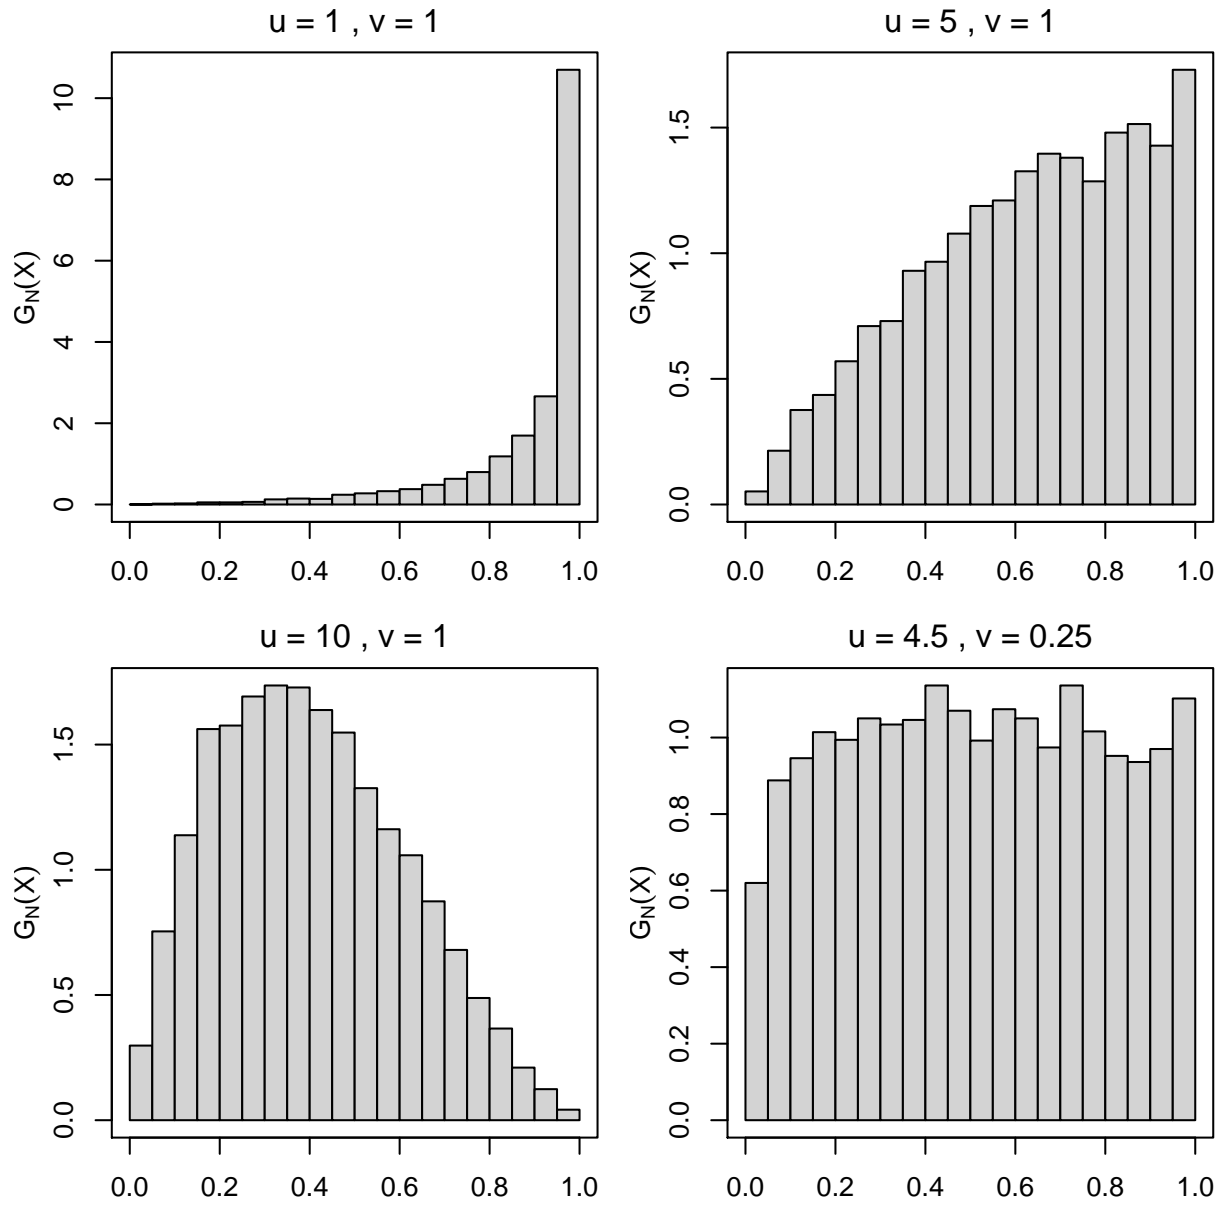 u = 1 , v = 1
G_N(X)
10
8
6
4
2
0
0.0 0.2 0.4 0.6 0.8 1.0
u = 5 , v = 1
G_N(X)
1.5
1.0
0.5
0.0
0.0 0.2 0.4 0.6 0.8 1.0
u = 10 , v = 1
G_N(X)
1.5
1.0
0.5
0.0
0.0 0.2 0.4 0.6 0.8 1.0
u = 4.5 , v = 0.25
G_N(X)
1.0
0.8
0.6
0.4
0.2
0.0
0.0 0.2 0.4 0.6 0.8 1.0